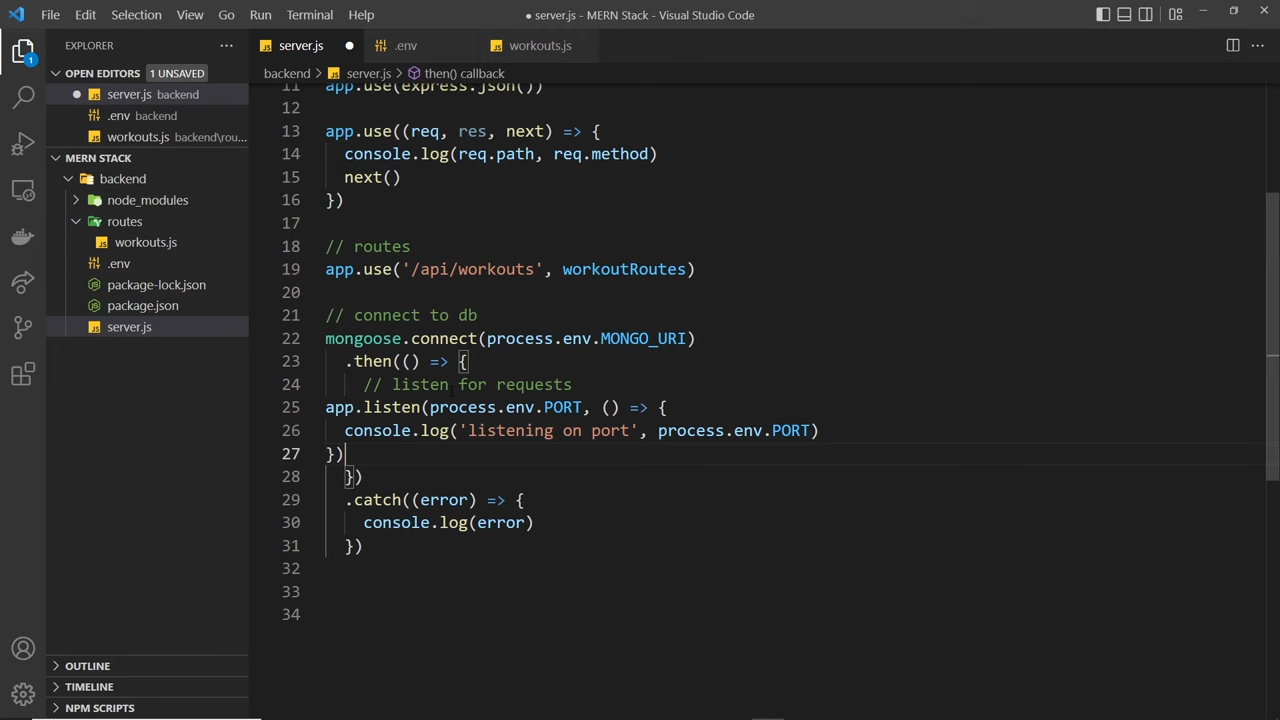 File Edit Selection View Go Run Terminal Help
● server.js - MERN Stack - Visual Studio Code
EXPLORER
server.js
.env
workouts.js
OPEN EDITORS 1 UNSAVED
backend > server.js > then() callback
server.js backend
.env backend
workouts.js backend\rou...
MERN STACK
backend
node_modules
routes
workouts.js
.env
package-lock.json
package.json
server.js
OUTLINE
TIMELINE
NPM SCRIPTS
1
11 app.use(express.json())
12
13 app.use((req, res, next) => {
14   console.log(req.path, req.method)
15   next()
16 })
17
18 // routes
19 app.use('/api/workouts', workoutRoutes)
20
21 // connect to db
22 mongoose.connect(process.env.MONGO_URI)
23   .then(() => {
24     // listen for requests
25 app.listen(process.env.PORT, () => {
26   console.log('listening on port', process.env.PORT)
27 })
28   })
29   .catch((error) => {
30     console.log(error)
31   })
32
33
34